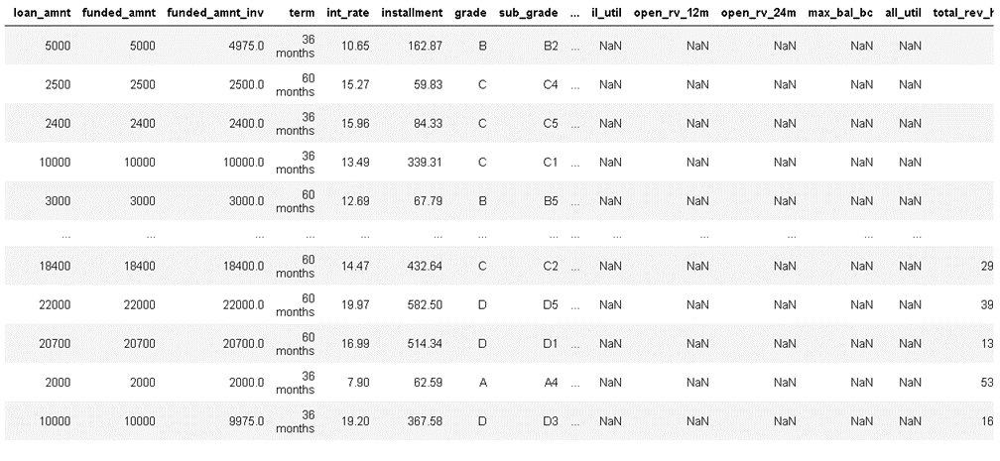 loan_amnt funded_amnt funded_amnt_inv term int_rate installment grade sub_grade ... il_util open_rv_12m open_rv_24m max_bal_bc all_util total_rev_h
5000 5000 4975.0 36 months 10.65 162.87 B B2 ... NaN NaN NaN NaN NaN
2500 2500 2500.0 60 months 15.27 59.83 C C4 ... NaN NaN NaN NaN NaN
2400 2400 2400.0 36 months 15.96 84.33 C C5 ... NaN NaN NaN NaN NaN
10000 10000 10000.0 36 months 13.49 339.31 C C1 ... NaN NaN NaN NaN NaN
3000 3000 3000.0 60 months 12.69 67.79 B B5 ... NaN NaN NaN NaN NaN
... ... ... ... ... ... ... ... ... ... ... ... ... ...
18400 18400 18400.0 60 months 14.47 432.64 C C2 ... NaN NaN NaN NaN NaN 29
22000 22000 22000.0 60 months 19.97 582.50 D D5 ... NaN NaN NaN NaN NaN 39
20700 20700 20700.0 60 months 16.99 514.34 D D1 ... NaN NaN NaN NaN NaN 13
2000 2000 2000.0 36 months 7.90 62.59 A A4 ... NaN NaN NaN NaN NaN 53
10000 10000 9975.0 36 months 19.20 367.58 D D3 ... NaN NaN NaN NaN NaN 16